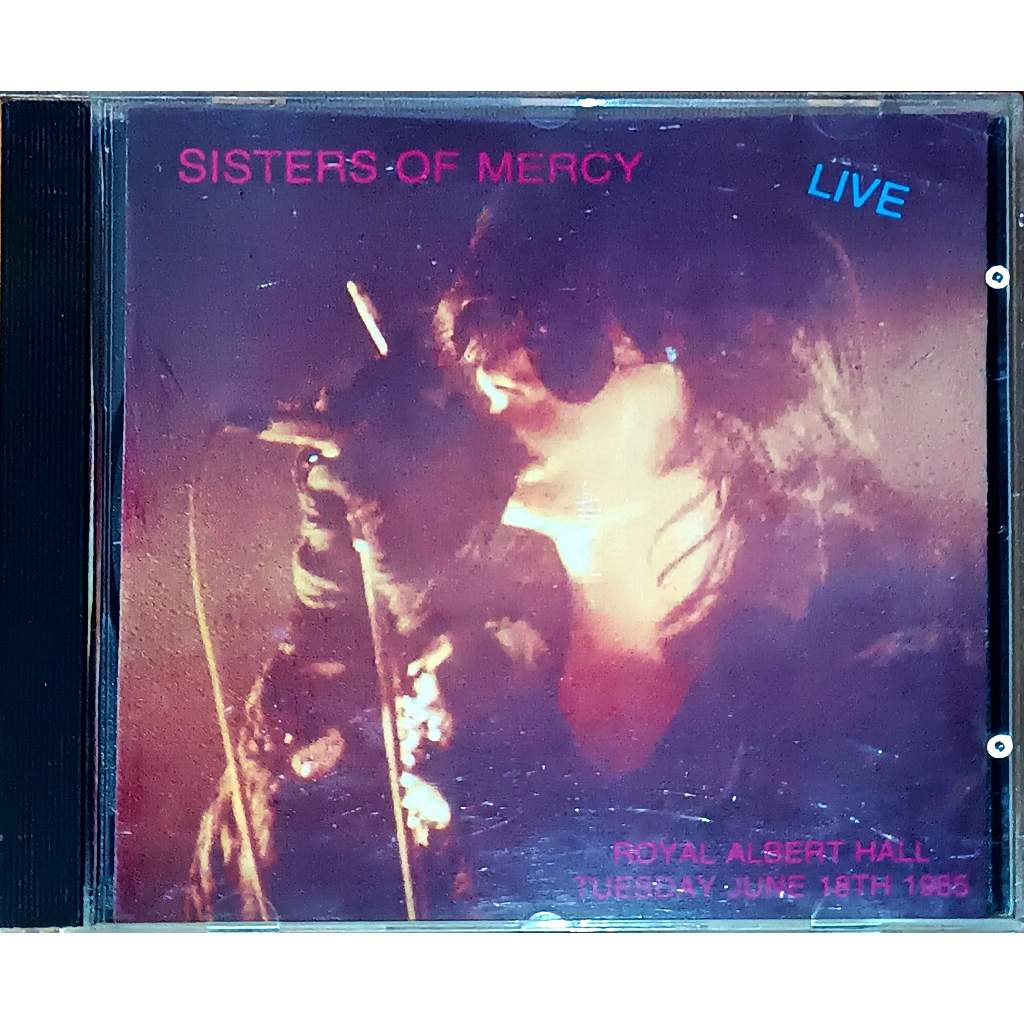 SISTERS OF MERCY
LIVE
ROYAL ALBERT HALL
TUESDAY JUNE 18TH 1985